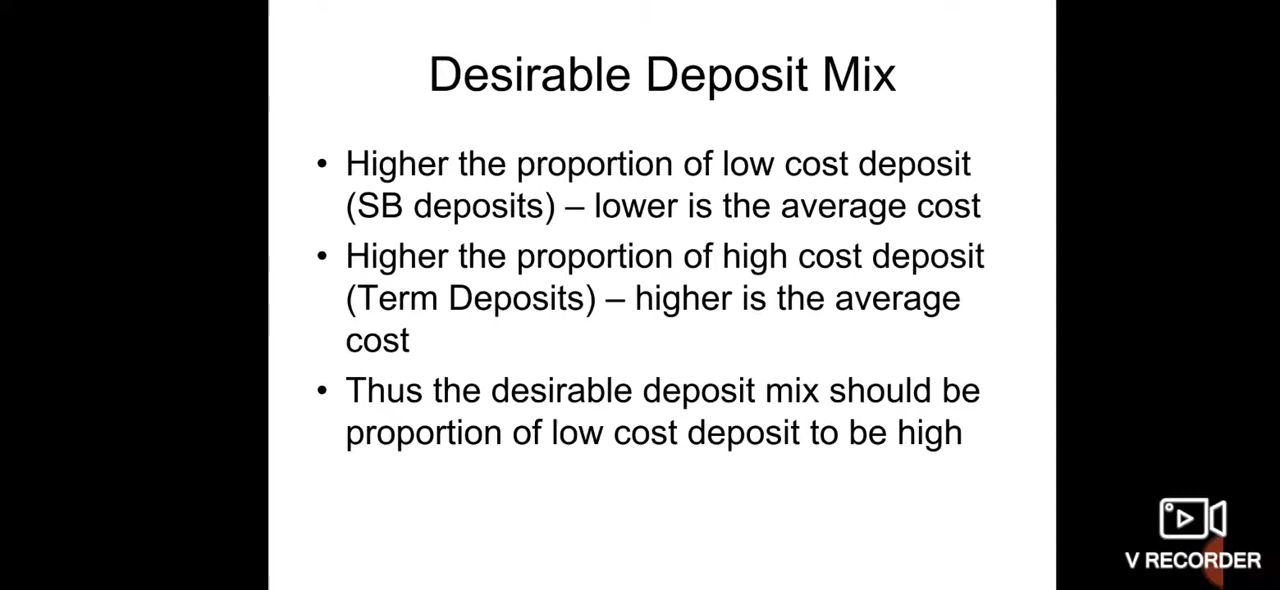 Desirable Deposit Mix
• Higher the proportion of low cost deposit
(SB deposits) – lower is the average cost
• Higher the proportion of high cost deposit
(Term Deposits) – higher is the average
cost
• Thus the desirable deposit mix should be
proportion of low cost deposit to be high
V RECORDER